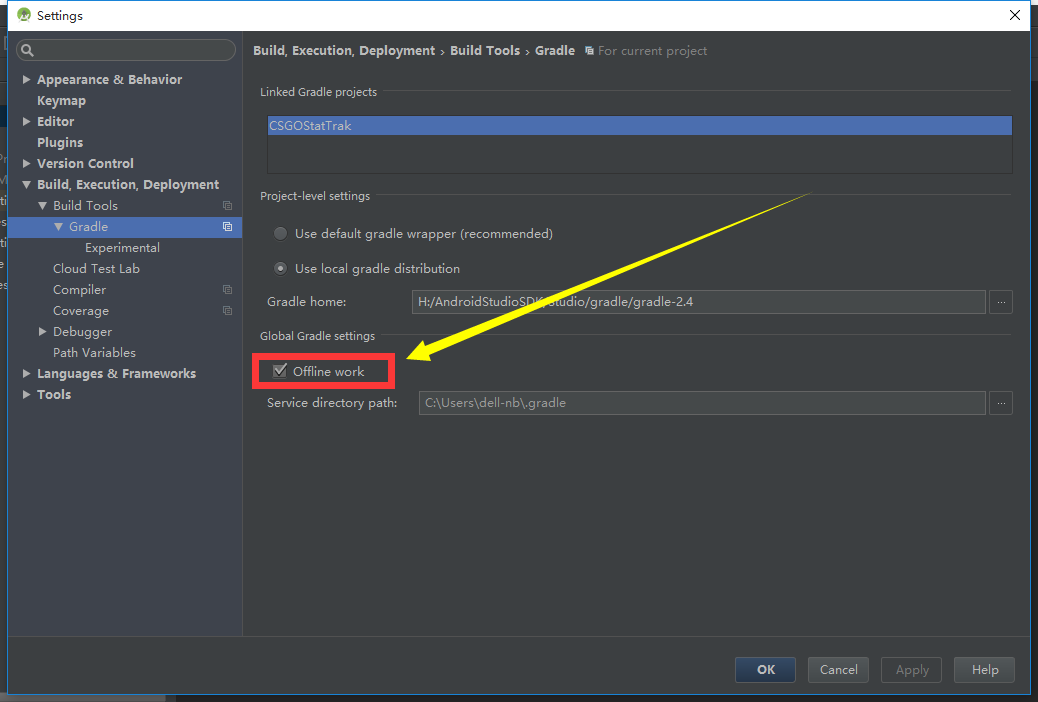 Settings
Build, Execution, Deployment › Build Tools › Gradle For current project
Appearance & Behavior
Keymap
Editor
Plugins
Version Control
Build, Execution, Deployment
Build Tools
Gradle
Experimental
Cloud Test Lab
Compiler
Coverage
Debugger
Path Variables
Languages & Frameworks
Tools
Linked Gradle projects
CSGOStatTrak
Project-level settings
Use default gradle wrapper (recommended)
Use local gradle distribution
Gradle home: H:/AndroidStudioSDK/studio/gradle/gradle-2.4 ...
Global Gradle settings
Offline work
Service directory path: C:\Users\dell-nb\.gradle ...
OK Cancel Apply Help